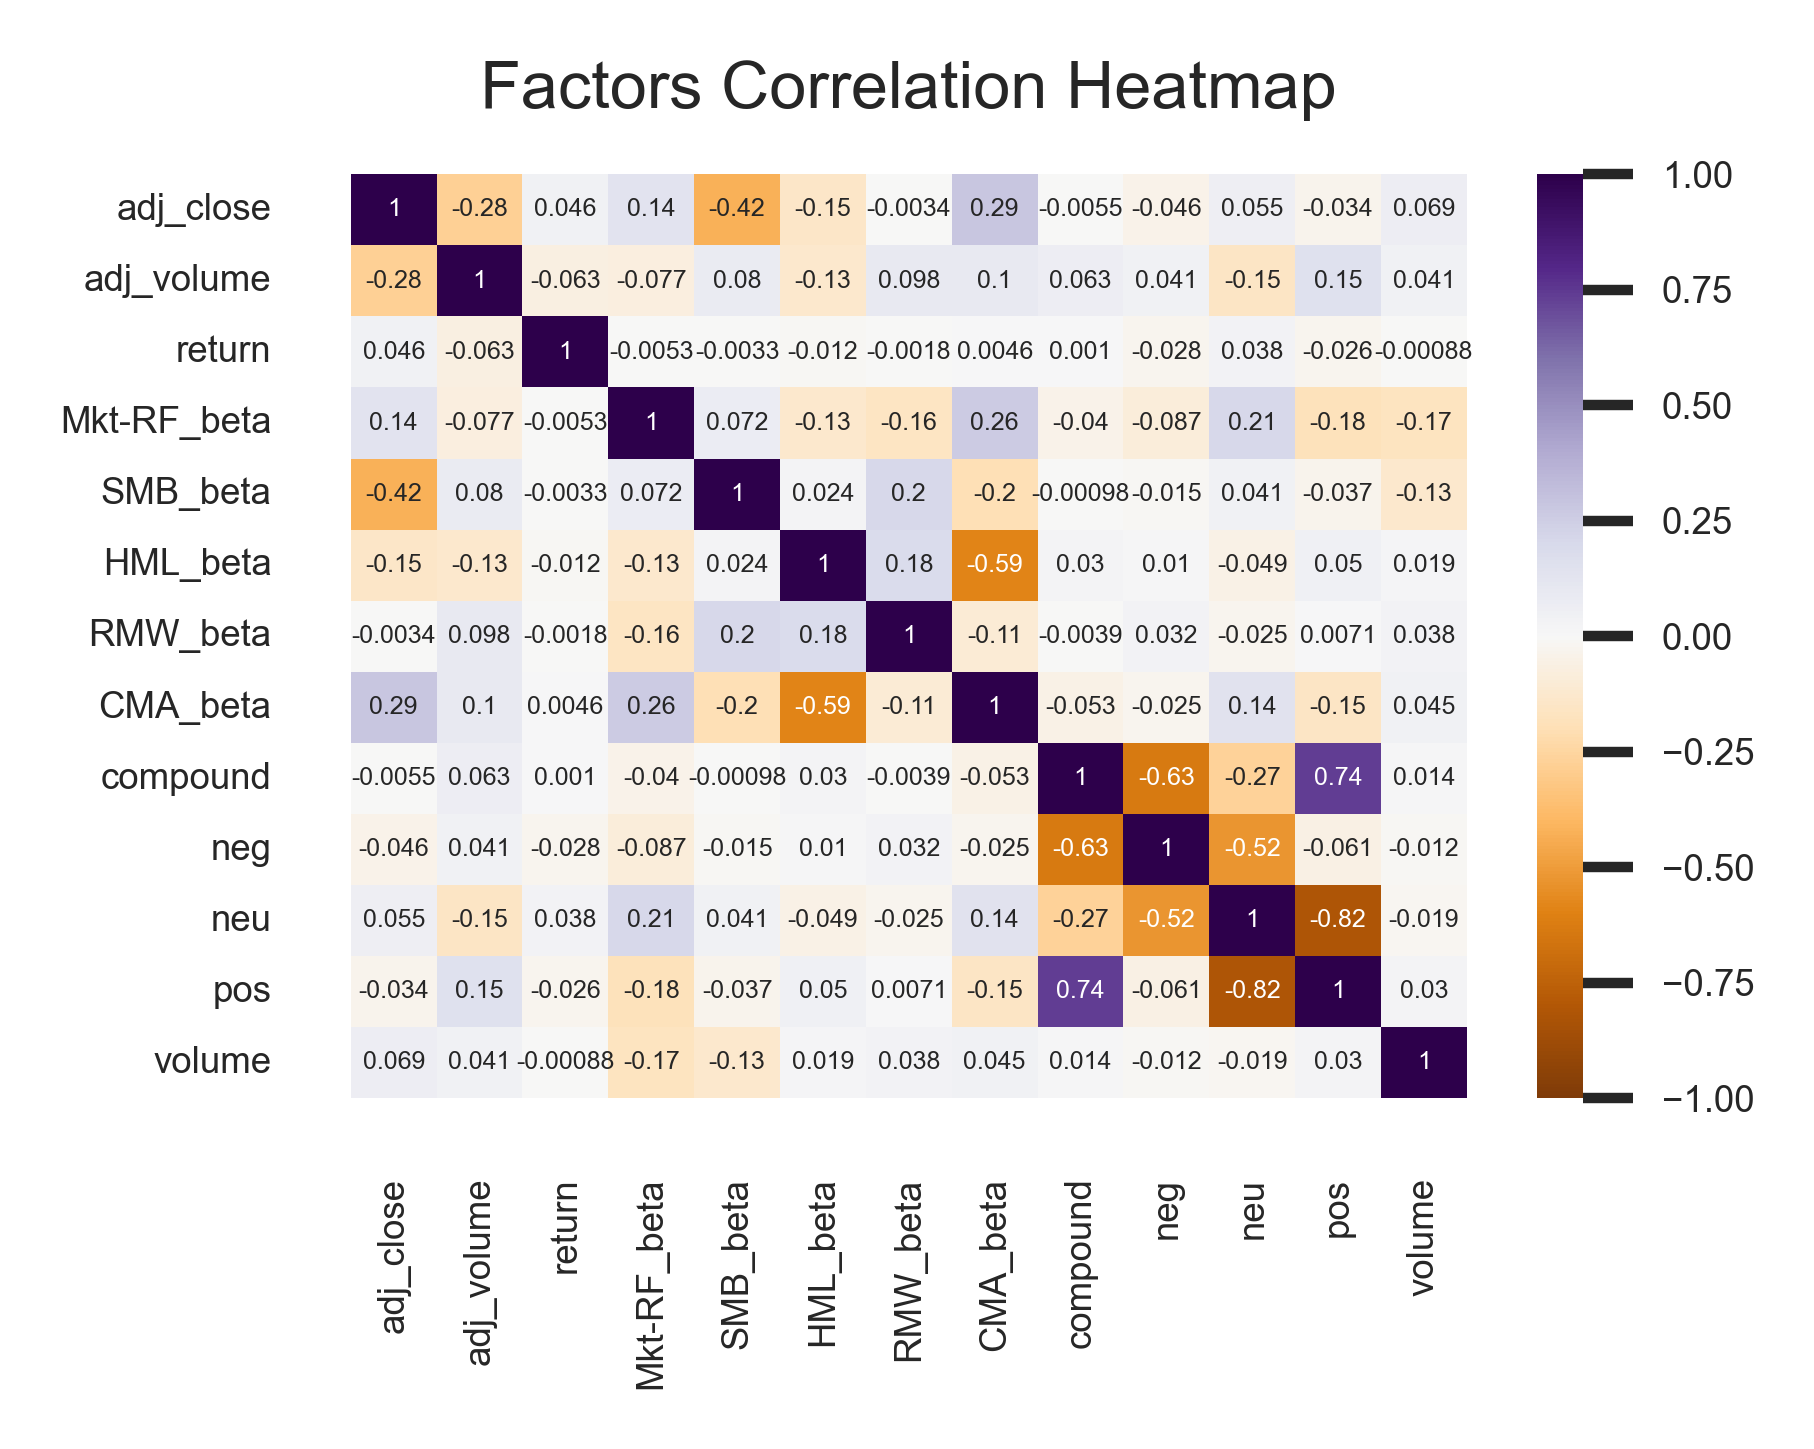 Factors Correlation Heatmap
adj_close 1 -0.28 0.046 0.14 -0.42 -0.15 -0.0034 0.29 -0.0055 -0.046 0.055 -0.034 0.069
adj_volume -0.28 1 -0.063 -0.077 0.08 -0.13 0.098 0.1 0.063 0.041 -0.15 0.15 0.041
return 0.046 -0.063 1 -0.0053 -0.0033 -0.012 -0.0018 0.0046 0.001 -0.028 0.038 -0.026 -0.00088
Mkt-RF_beta 0.14 -0.077 -0.0053 1 0.072 -0.13 -0.16 0.26 -0.04 -0.087 0.21 -0.18 -0.17
SMB_beta -0.42 0.08 -0.0033 0.072 1 0.024 0.2 -0.2 -0.00098 -0.015 0.041 -0.037 -0.13
HML_beta -0.15 -0.13 -0.012 -0.13 0.024 1 0.18 -0.59 0.03 0.01 -0.049 0.05 0.019
RMW_beta -0.0034 0.098 -0.0018 -0.16 0.2 0.18 1 -0.11 -0.0039 0.032 -0.025 0.0071 0.038
CMA_beta 0.29 0.1 0.0046 0.26 -0.2 -0.59 -0.11 1 -0.053 -0.025 0.14 -0.15 0.045
compound -0.0055 0.063 0.001 -0.04 -0.00098 0.03 -0.0039 -0.053 1 -0.63 -0.27 0.74 0.014
neg -0.046 0.041 -0.028 -0.087 -0.015 0.01 0.032 -0.025 -0.63 1 -0.52 -0.061 -0.012
neu 0.055 -0.15 0.038 0.21 0.041 -0.049 -0.025 0.14 -0.27 -0.52 1 -0.82 -0.019
pos -0.034 0.15 -0.026 -0.18 -0.037 0.05 0.0071 -0.15 0.74 -0.061 -0.82 1 0.03
volume 0.069 0.041 -0.00088 -0.17 -0.13 0.019 0.038 0.045 0.014 -0.012 -0.019 0.03 1
adj_close
adj_volume
return
Mkt-RF_beta
SMB_beta
HML_beta
RMW_beta
CMA_beta
compound
neg
neu
pos
volume
1.00
0.75
0.50
0.25
0.00
−0.25
−0.50
−0.75
−1.00